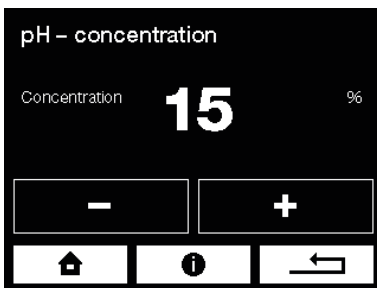 pH – concentration
Concentration 15 %
– +